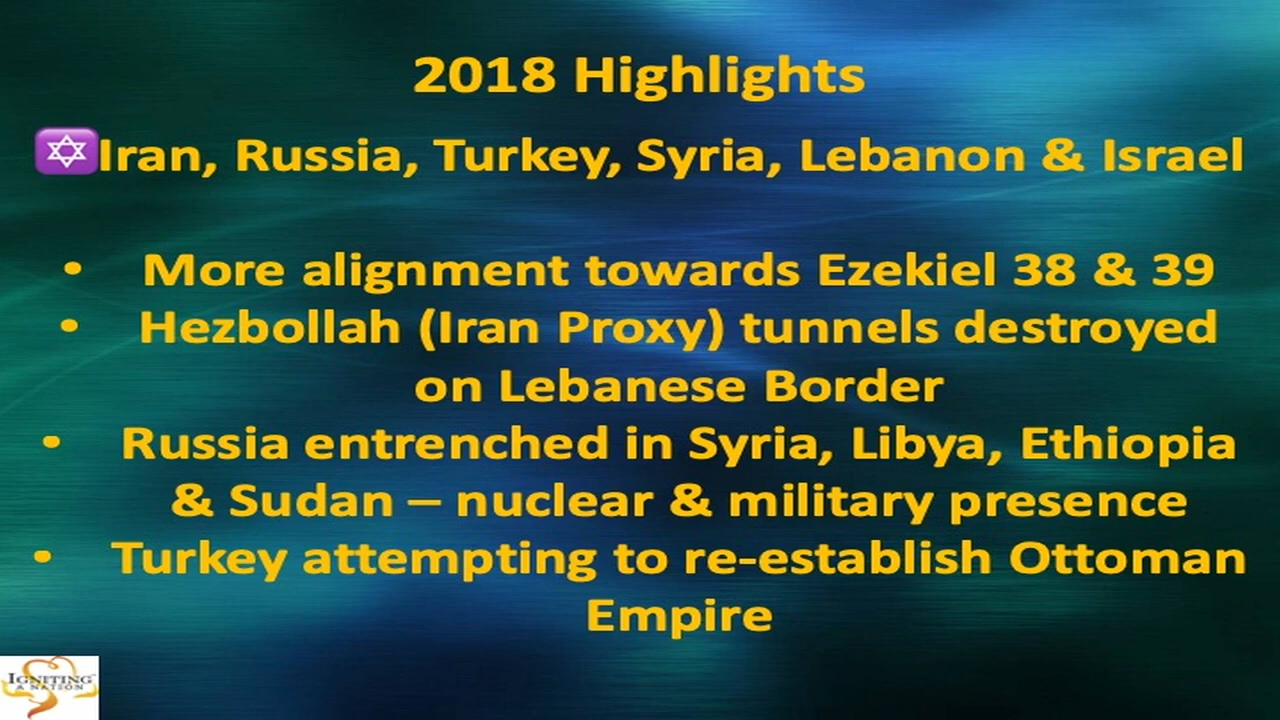 2018 Highlights
🔯Iran, Russia, Turkey, Syria, Lebanon & Israel
• More alignment towards Ezekiel 38 & 39
• Hezbollah (Iran Proxy) tunnels destroyed
on Lebanese Border
• Russia entrenched in Syria, Libya, Ethiopia
& Sudan – nuclear & military presence
• Turkey attempting to re-establish Ottoman
Empire
IGNITING
A NATION